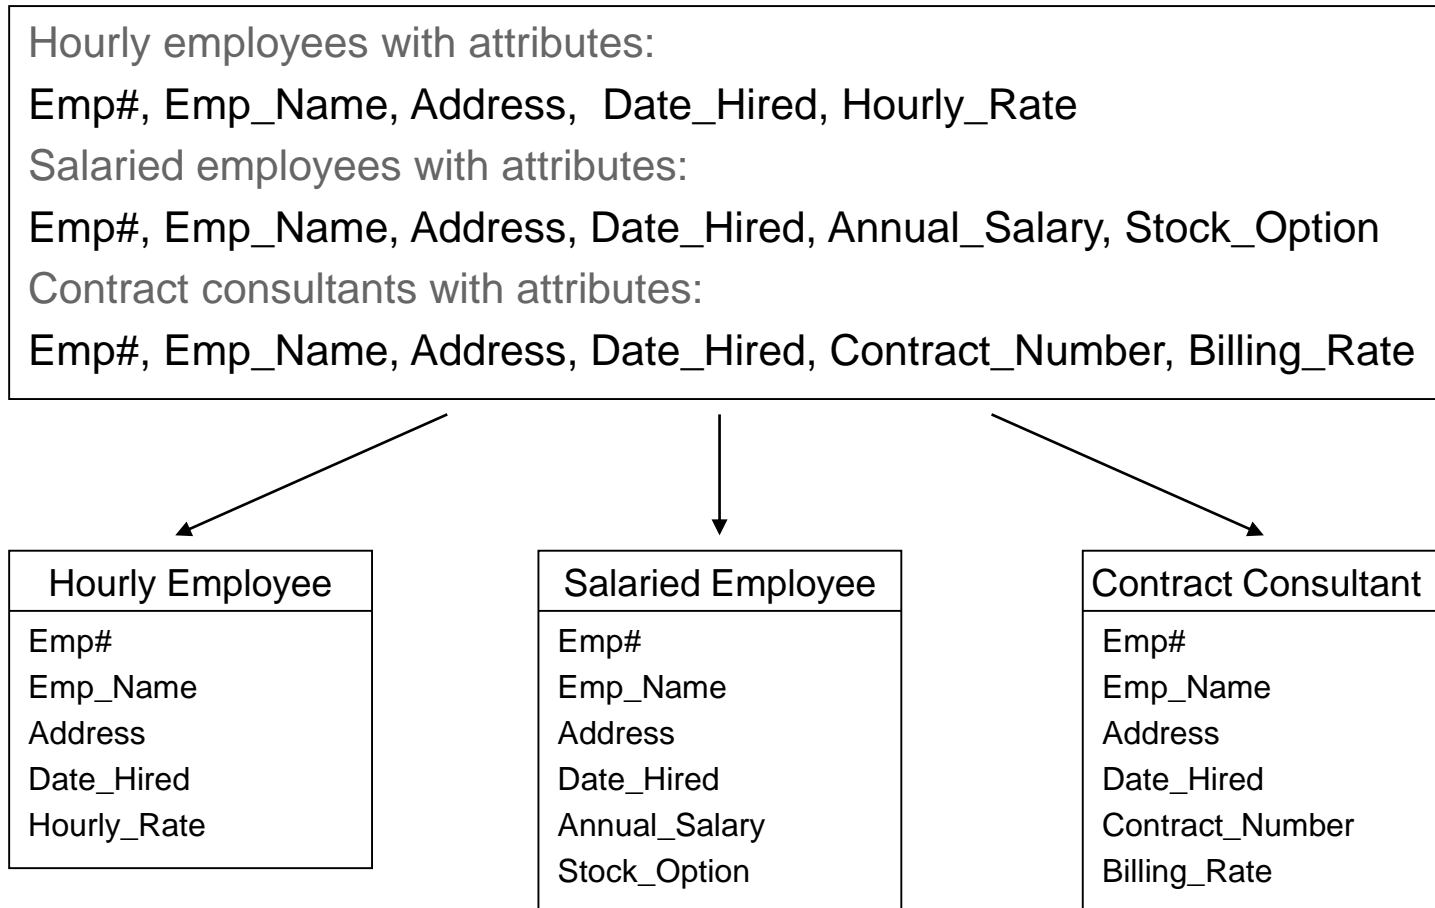 Hourly employees with attributes:
Emp#, Emp_Name, Address, Date_Hired, Hourly_Rate
Salaried employees with attributes:
Emp#, Emp_Name, Address, Date_Hired, Annual_Salary, Stock_Option
Contract consultants with attributes:
Emp#, Emp_Name, Address, Date_Hired, Contract_Number, Billing_Rate
Hourly Employee
Emp#
Emp_Name
Address
Date_Hired
Hourly_Rate
Salaried Employee
Emp#
Emp_Name
Address
Date_Hired
Annual_Salary
Stock_Option
Contract Consultant
Emp#
Emp_Name
Address
Date_Hired
Contract_Number
Billing_Rate